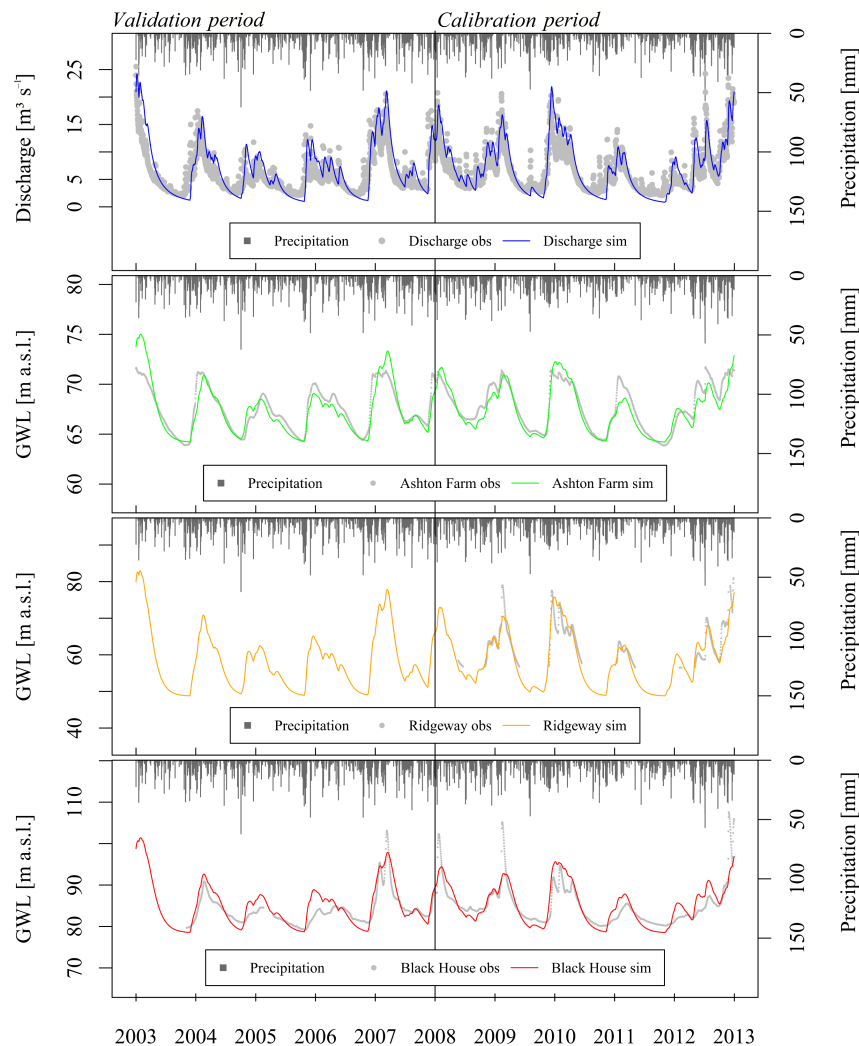 Validation period Calibration period
Discharge [m³ s⁻¹]
25
15
5
0
0
50
100
150
Precipitation [mm]
Precipitation Discharge obs Discharge sim
GWL [m a.s.l.]
80
75
70
65
60
0
50
100
150
Precipitation [mm]
Precipitation Ashton Farm obs Ashton Farm sim
GWL [m a.s.l.]
80
60
40
0
50
100
150
Precipitation [mm]
Precipitation Ridgeway obs Ridgeway sim
GWL [m a.s.l.]
110
90
80
70
0
50
100
150
Precipitation [mm]
Precipitation Black House obs Black House sim
2003 2004 2005 2006 2007 2008 2009 2010 2011 2012 2013